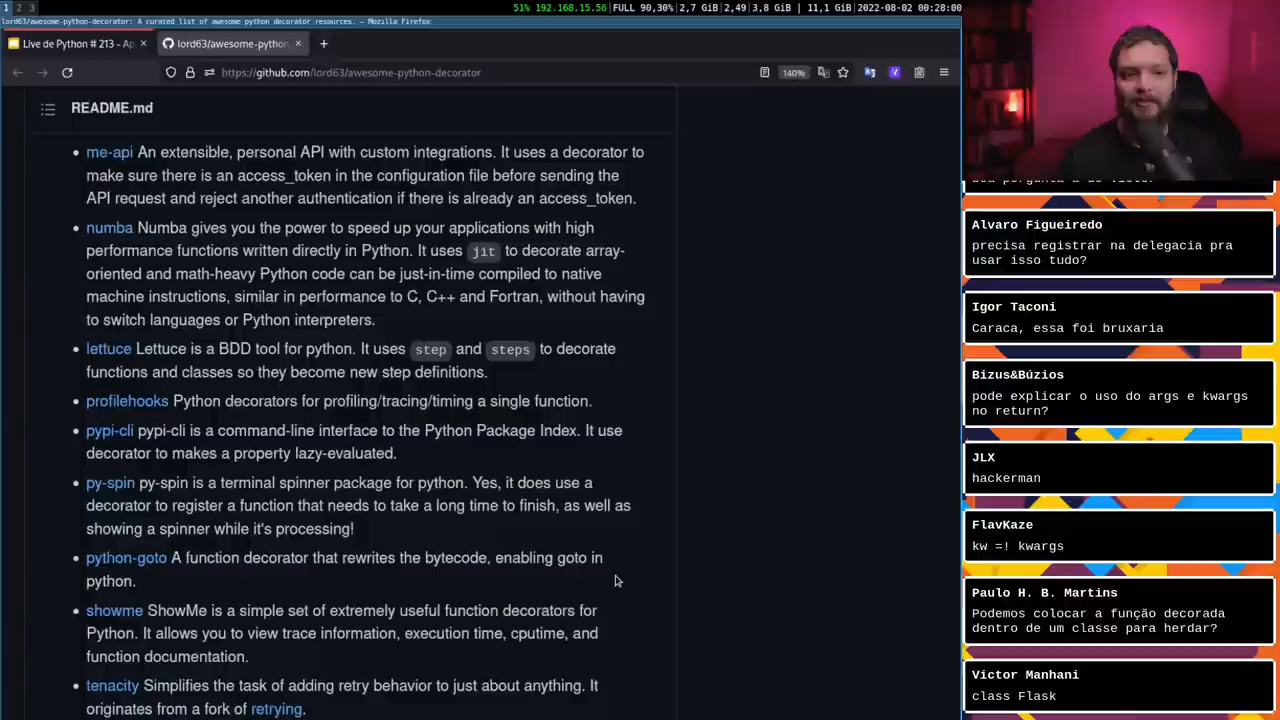 1 2 3
51% 192.168.15.56|FULL 90,30%|2,7 GiB|2,49|3,8 GiB | 11,1 GiB|2022-08-02 00:28:00
lord63/awesome-python-decorator: A curated list of awesome python decorator resources. — Mozilla Firefox
Live de Python # 213 - Ap
lord63/awesome-python
https://github.com/lord63/awesome-python-decorator
140%
README.md
me-api An extensible, personal API with custom integrations. It uses a decorator to
make sure there is an access_token in the configuration file before sending the
API request and reject another authentication if there is already an access_token.
numba Numba gives you the power to speed up your applications with high
performance functions written directly in Python. It uses jit to decorate array-
oriented and math-heavy Python code can be just-in-time compiled to native
machine instructions, similar in performance to C, C++ and Fortran, without having
to switch languages or Python interpreters.
lettuce Lettuce is a BDD tool for python. It uses step and steps to decorate
functions and classes so they become new step definitions.
profilehooks Python decorators for profiling/tracing/timing a single function.
pypi-cli pypi-cli is a command-line interface to the Python Package Index. It use
decorator to makes a property lazy-evaluated.
py-spin py-spin is a terminal spinner package for python. Yes, it does use a
decorator to register a function that needs to take a long time to finish, as well as
showing a spinner while it's processing!
python-goto A function decorator that rewrites the bytecode, enabling goto in
python.
showme ShowMe is a simple set of extremely useful function decorators for
Python. It allows you to view trace information, execution time, cputime, and
function documentation.
tenacity Simplifies the task of adding retry behavior to just about anything. It
originates from a fork of retrying.
Alvaro Figueiredo
precisa registrar na delegacia pra
usar isso tudo?
Igor Taconi
Caraca, essa foi bruxaria
Bizus&Búzios
pode explicar o uso do args e kwargs
no return?
JLX
hackerman
FlavKaze
kw =! kwargs
Paulo H. B. Martins
Podemos colocar a função decorada
dentro de um classe para herdar?
Victor Manhani
class Flask